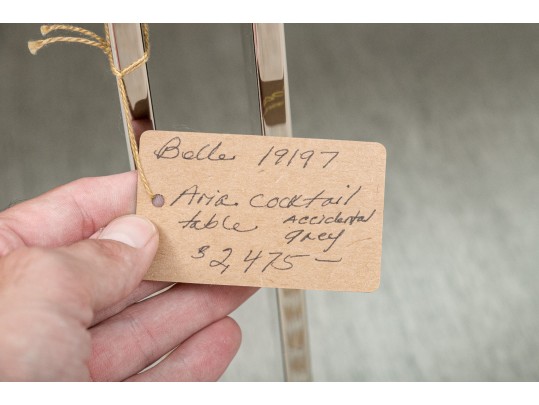 Belle 19197
Aria cocktail
table Accidental
grey
$2,475—